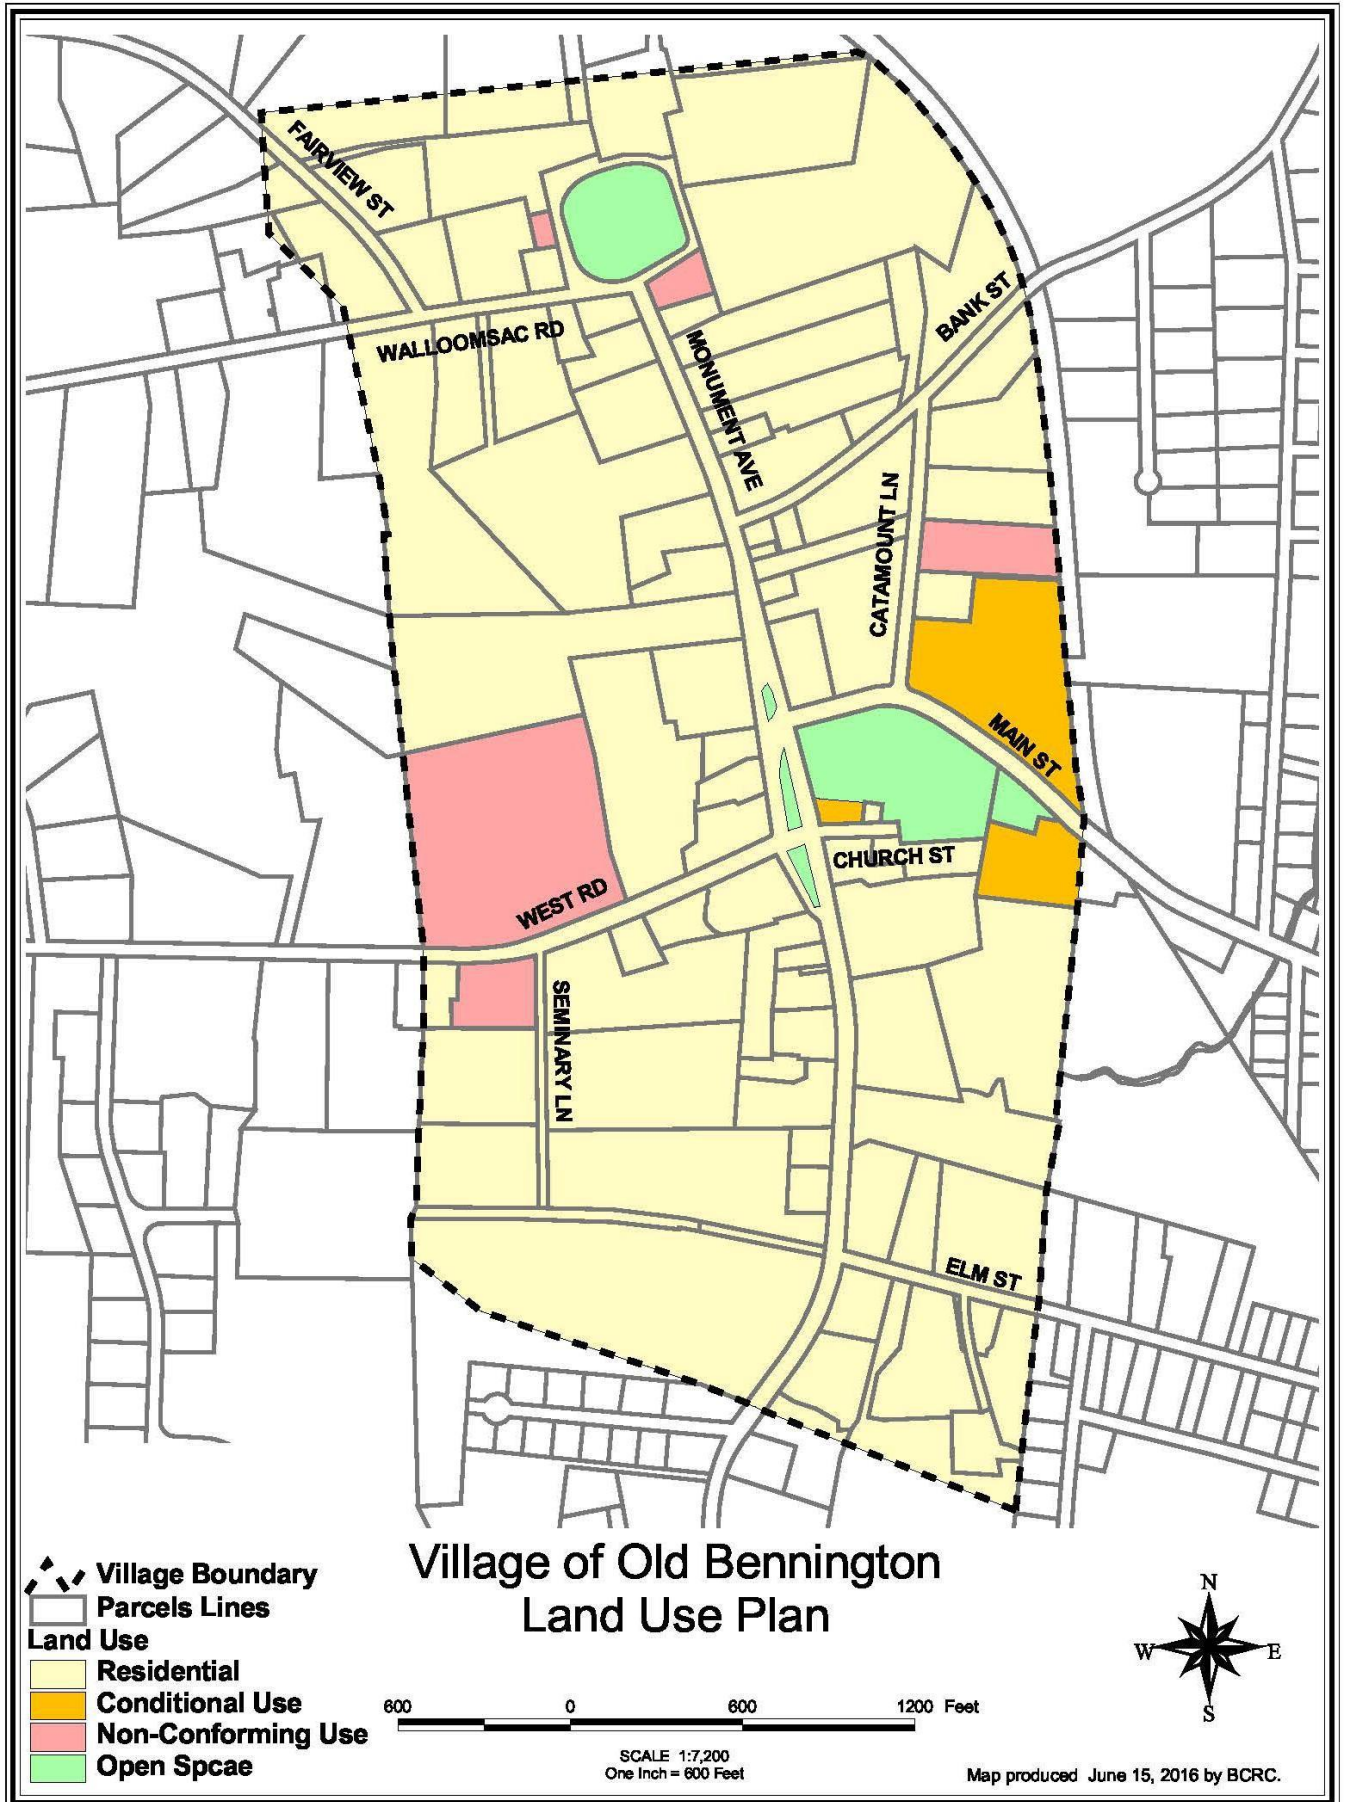 FAIRVIEW ST
WALLOOMSAC RD
MONUMENT AVE
BANK ST
CATAMOUNT LN
MAIN ST
CHURCH ST
WEST RD
SEMINARY LN
ELM ST
Village of Old Bennington
Land Use Plan
Village Boundary
Parcels Lines
Land Use
Residential
Conditional Use
Non-Conforming Use
Open Spcae
600 0 600 1200 Feet
SCALE 1:7,200
One Inch = 600 Feet
N
W E
S
Map produced June 15, 2016 by BCRC.